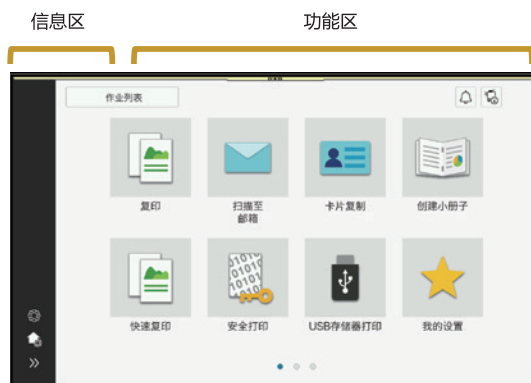 信息区
功能区
作业列表
复印
扫描至
邮箱
卡片复制
创建小册子
快速复印
安全打印
USB存储器打印
我的设置